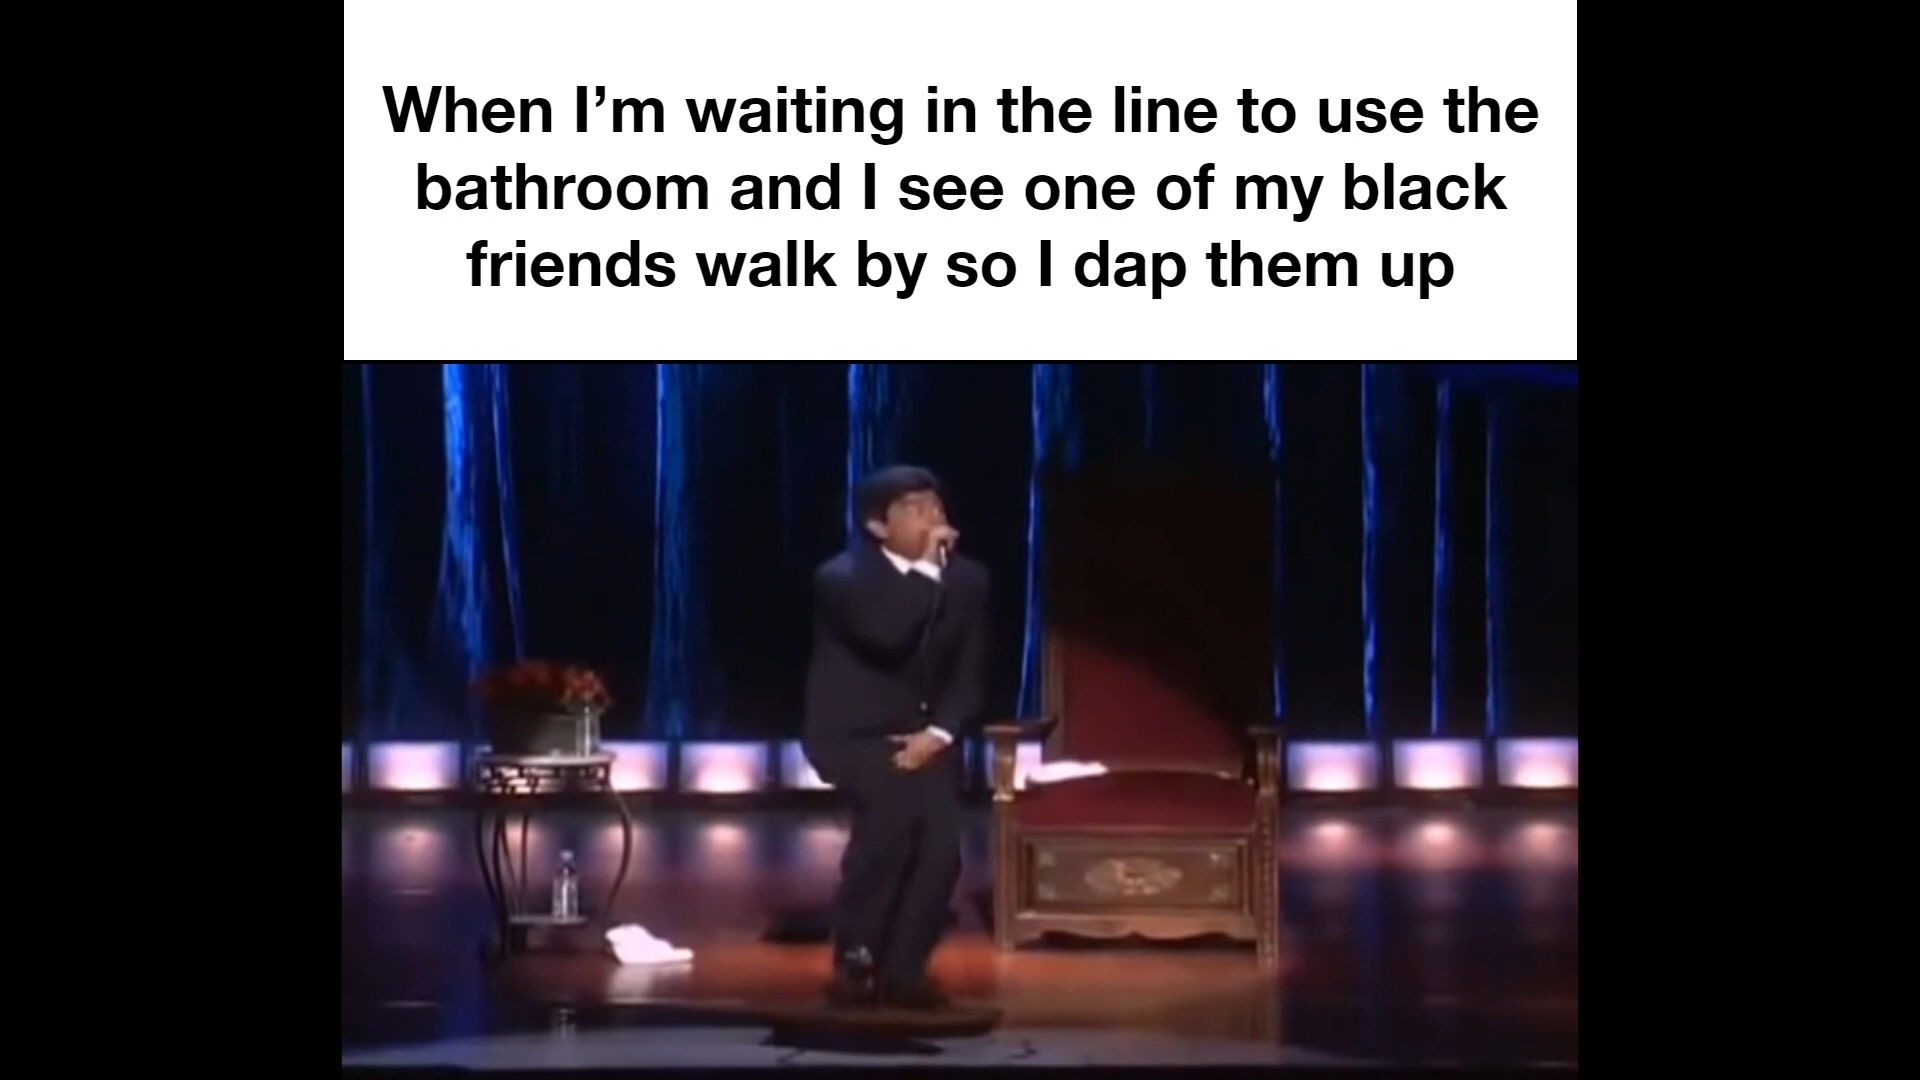 When I’m waiting in the line to use the
bathroom and I see one of my black
friends walk by so I dap them up